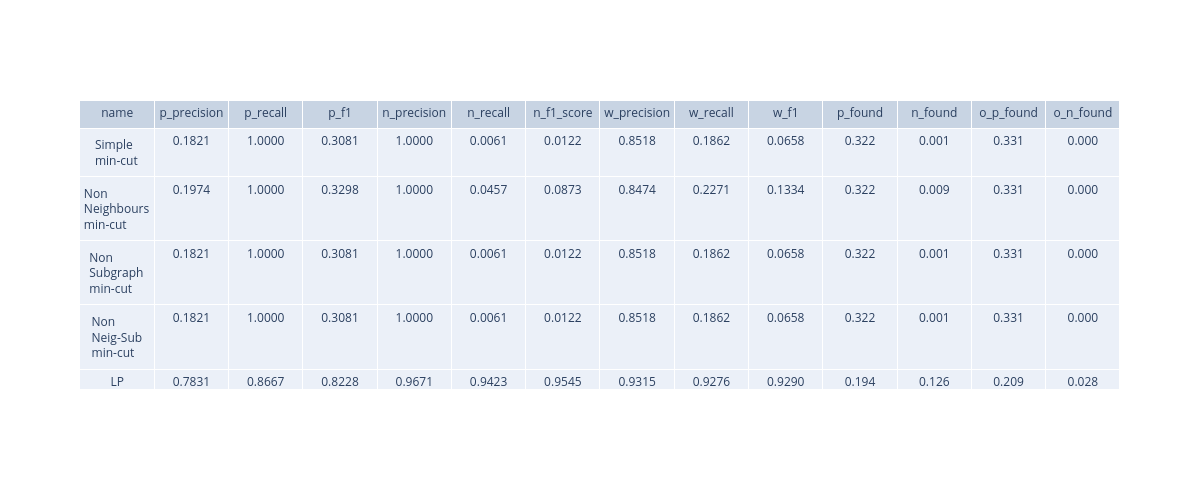 name p_precision p_recall p_f1 n_precision n_recall n_f1_score w_precision w_recall w_f1 p_found n_found o_p_found o_n_found
Simple 0.1821 1.0000 0.3081 1.0000 0.0061 0.0122 0.8518 0.1862 0.0658 0.322 0.001 0.331 0.000
min-cut
Non 0.1974 1.0000 0.3298 1.0000 0.0457 0.0873 0.8474 0.2271 0.1334 0.322 0.009 0.331 0.000
Neighbours
min-cut
Non 0.1821 1.0000 0.3081 1.0000 0.0061 0.0122 0.8518 0.1862 0.0658 0.322 0.001 0.331 0.000
Subgraph
min-cut
Non 0.1821 1.0000 0.3081 1.0000 0.0061 0.0122 0.8518 0.1862 0.0658 0.322 0.001 0.331 0.000
Neig-Sub
min-cut
LP 0.7831 0.8667 0.8228 0.9671 0.9423 0.9545 0.9315 0.9276 0.9290 0.194 0.126 0.209 0.028